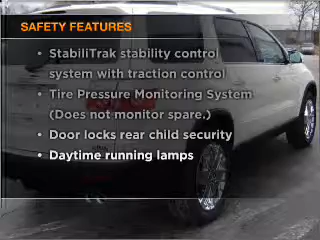 SAFETY FEATURES
• StabiliTrak stability control
system with traction control
• Tire Pressure Monitoring System
(Does not monitor spare.)
• Door locks rear child security
• Daytime running lamps